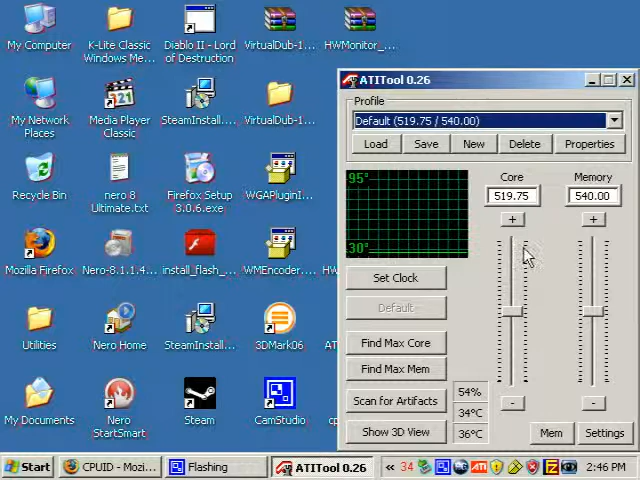 My Computer
K-Lite Classic
Windows Me...
Diablo II - Lord
of Destruction
VirtualDub-1...
HWMonitor_...
My Network
Places
Media Player
Classic
SteamInstall....
VirtualDub-1...
Recycle Bin
nero 8
Ultimate.txt
Firefox Setup
3.0.6.exe
WGAPluginI...
Mozilla Firefox
Nero-8.1.1.4...
install_flash_...
WMEncoder....
HW
Utilities
Nero Home
SteamInstall...
3DMark06
AT
My Documents
Nero
StartSmart
Steam
CamStudio
cp
ATITool 0.26
Profile
Default (519.75 / 540.00)
Load
Save
New
Delete
Properties
95°
30°
Core
Memory
519.75
540.00
+
+
Set Clock
Default
Find Max Core
Find Max Mem
Scan for Artifacts
Show 3D View
54%
34°C
36°C
-
-
Mem
Settings
Start
CPUID - Mozi...
Flashing
ATITool 0.26
«
34
ATI
2:46 PM